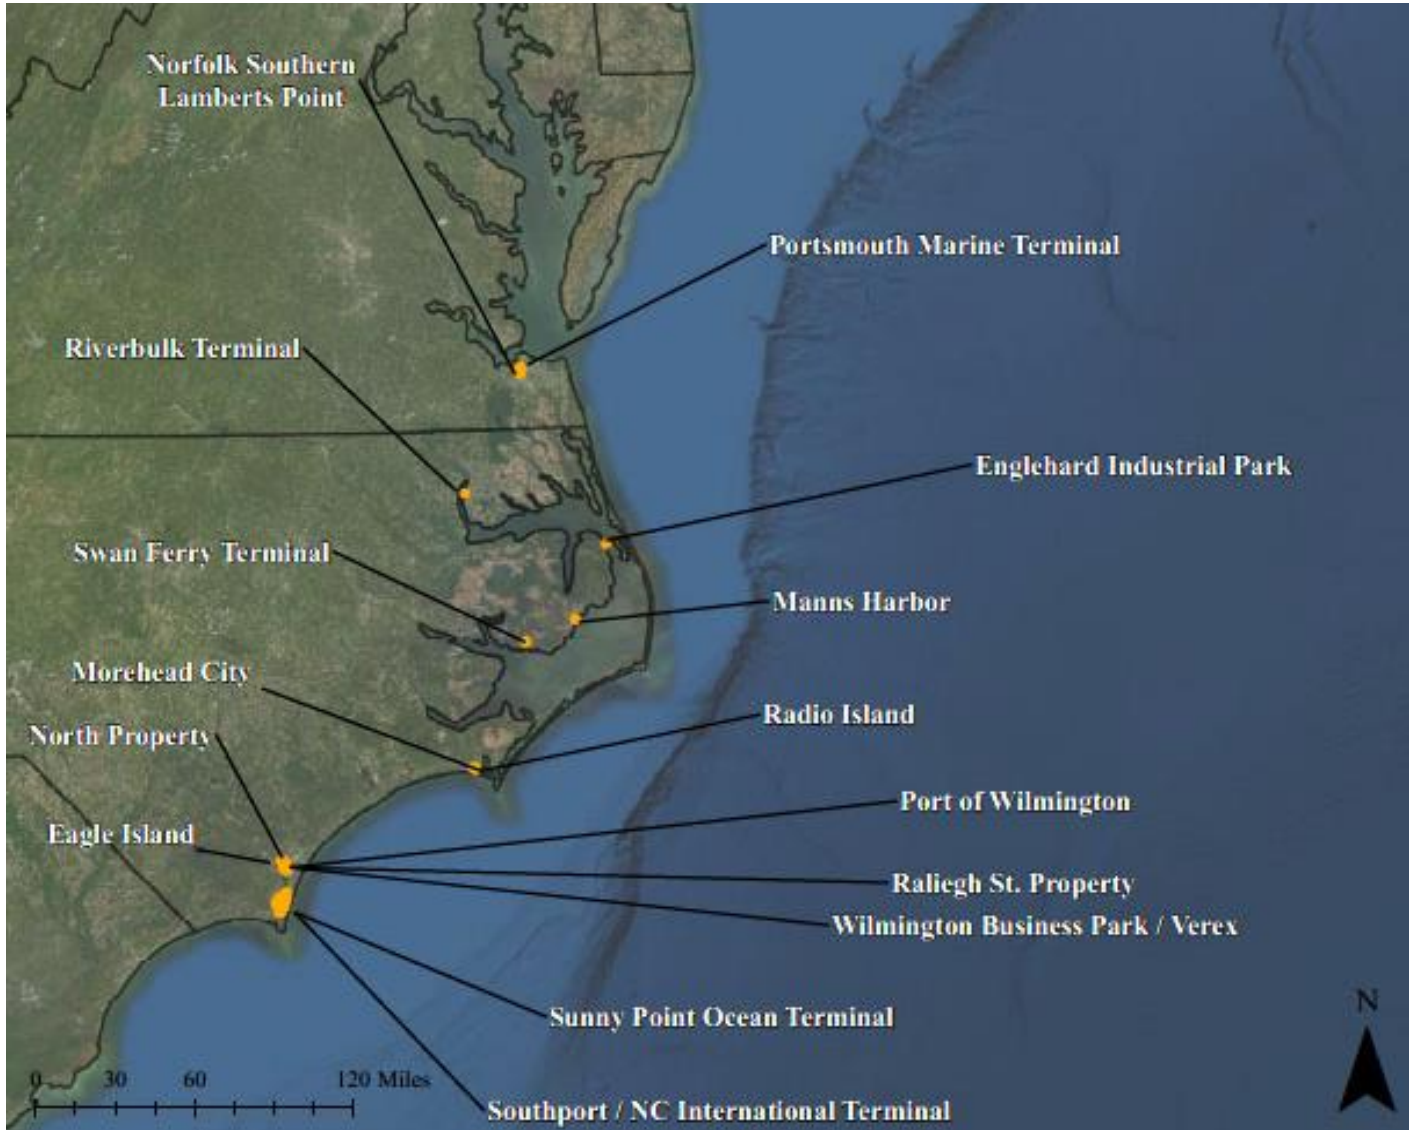 Norfolk Southern
Lamberts Point
Portsmouth Marine Terminal
Riverbulk Terminal
Englehard Industrial Park
Swan Ferry Terminal
Manns Harbor
Morehead City
Radio Island
North Property
Port of Wilmington
Eagle Island
Raliegh St. Property
Wilmington Business Park / Verex
Sunny Point Ocean Terminal
N
0 30 60 120 Miles
Southport / NC International Terminal